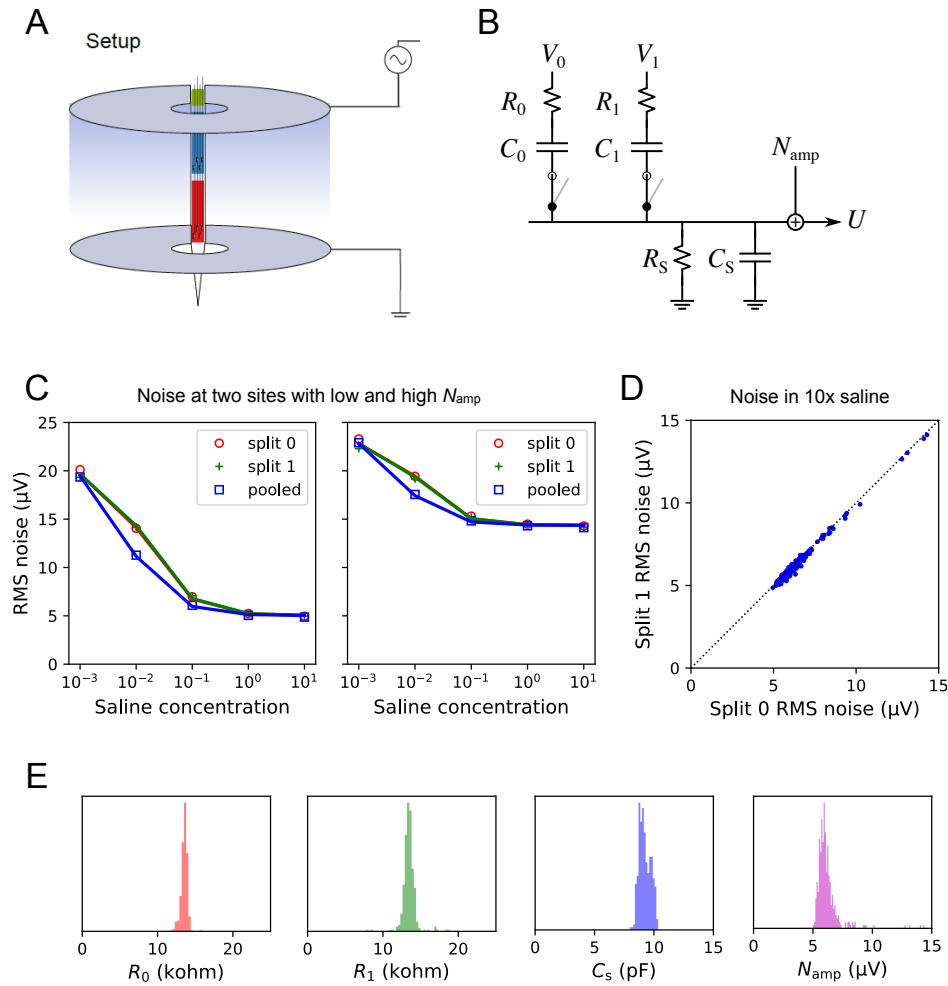 A
Setup
B
V0 V1
R0 R1
C0 C1
Namp
U
RS CS
C
Noise at two sites with low and high Namp
RMS noise (µV)
25
20
15
10
5
0
split 0
split 1
pooled
10⁻³ 10⁻² 10⁻¹ 10⁰ 10¹
Saline concentration
split 0
split 1
pooled
10⁻³ 10⁻² 10⁻¹ 10⁰ 10¹
Saline concentration
D
Noise in 10x saline
Split 1 RMS noise (µV)
15
10
5
0
0 5 10 15
Split 0 RMS noise (µV)
E
0 10 20
R0 (kohm)
0 10 20
R1 (kohm)
0 5 10 15
Cs (pF)
0 5 10 15
Namp (µV)